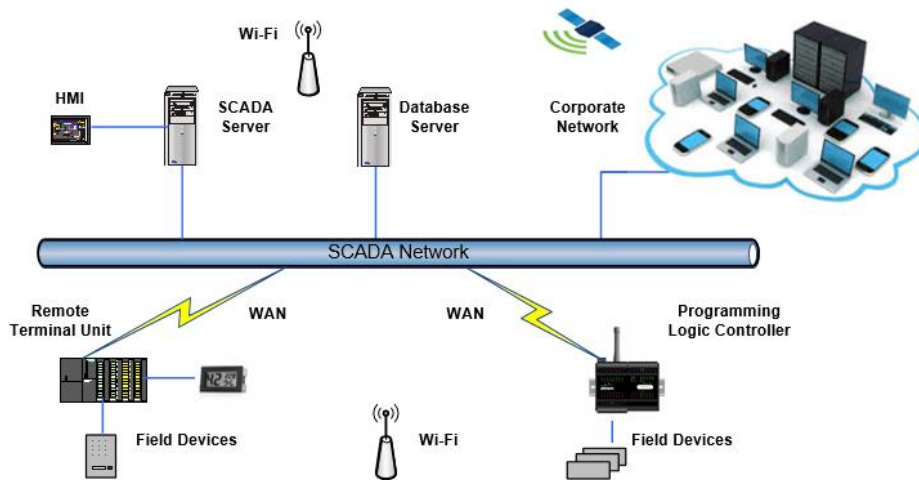 Wi-Fi
HMI
SCADA
Server
Database
Server
Corporate
Network
SCADA Network
Remote
Terminal Unit
WAN
WAN
Programming
Logic Controller
Field Devices
Wi-Fi
Field Devices